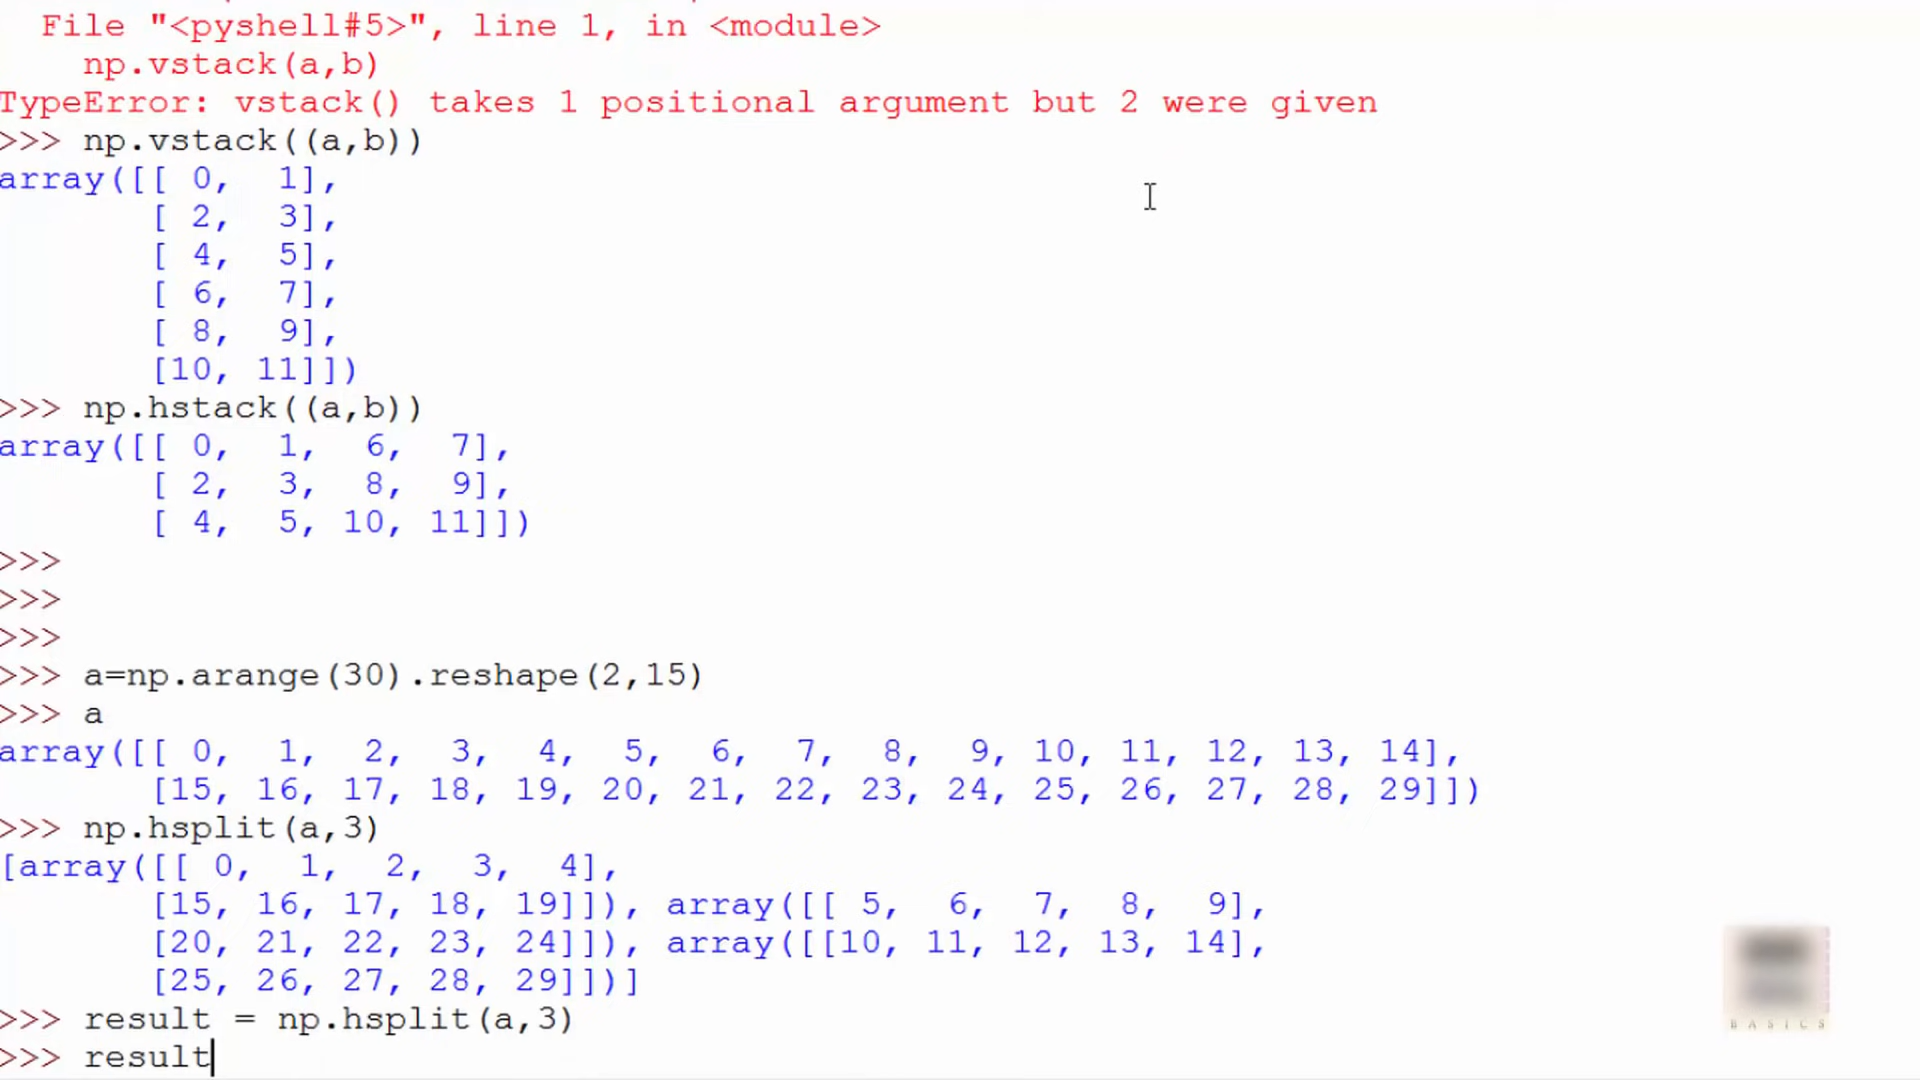 File "<pyshell#5>", line 1, in <module>
np.vstack(a,b)
TypeError: vstack() takes 1 positional argument but 2 were given
>>> np.vstack((a,b))
array([[ 0,  1],
[ 2,  3],
[ 4,  5],
[ 6,  7],
[ 8,  9],
[10, 11]])
>>> np.hstack((a,b))
array([[ 0,  1,  6,  7],
[ 2,  3,  8,  9],
[ 4,  5, 10, 11]])
>>>
>>>
>>>
>>> a=np.arange(30).reshape(2,15)
>>> a
array([[ 0,  1,  2,  3,  4,  5,  6,  7,  8,  9, 10, 11, 12, 13, 14],
[15, 16, 17, 18, 19, 20, 21, 22, 23, 24, 25, 26, 27, 28, 29]])
>>> np.hsplit(a,3)
[array([[ 0,  1,  2,  3,  4],
[15, 16, 17, 18, 19]]), array([[ 5,  6,  7,  8,  9],
[20, 21, 22, 23, 24]]), array([[10, 11, 12, 13, 14],
[25, 26, 27, 28, 29]])]
>>> result = np.hsplit(a,3)
>>> result
BASICS